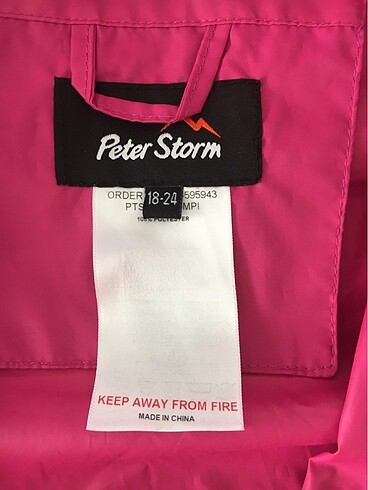 Peter Storm
18-24
ORDER 595943
PTS MPI
100% POLYESTER
KEEP AWAY FROM FIRE
MADE IN CHINA